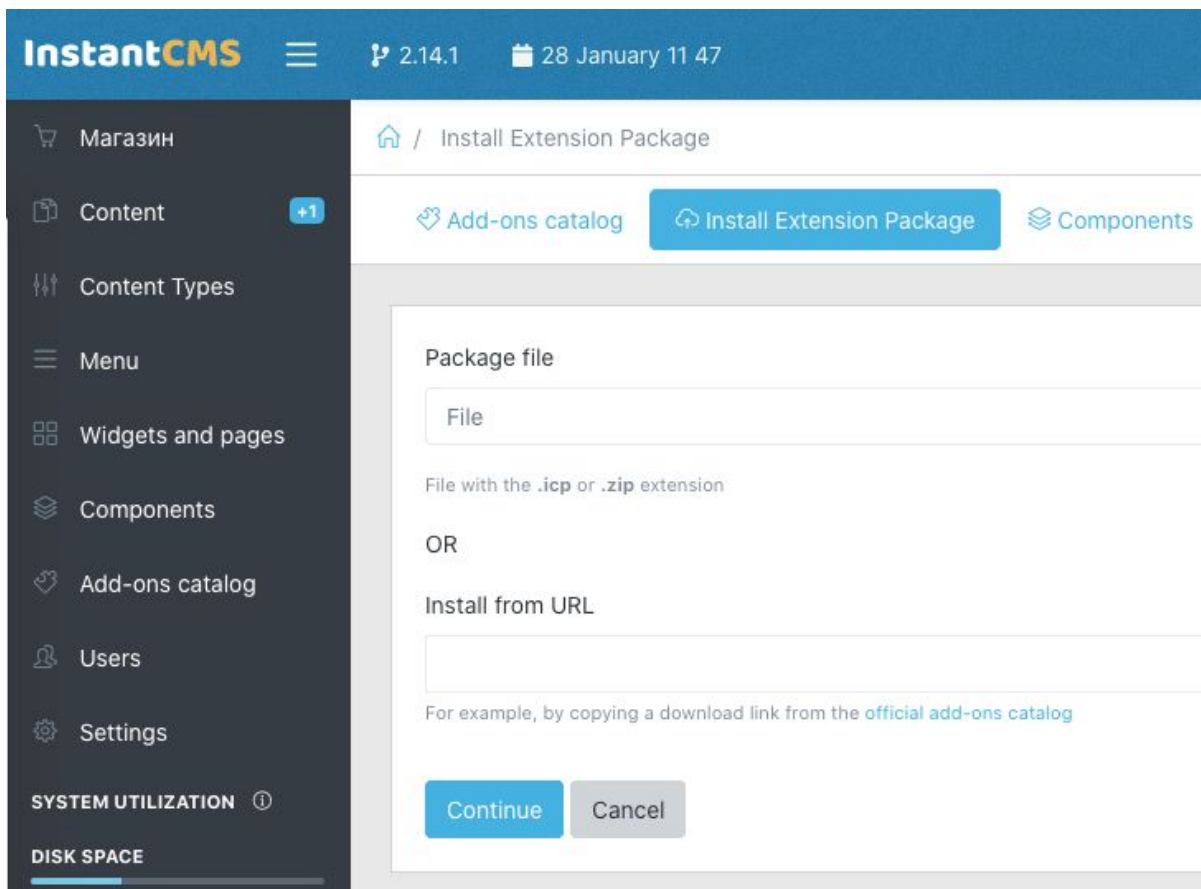 InstantCMS 2.14.1 28 January 11 47
Магазин
Content +1
Content Types
Menu
Widgets and pages
Components
Add-ons catalog
Users
Settings
SYSTEM UTILIZATION
DISK SPACE
/ Install Extension Package
Add-ons catalog Install Extension Package Components
Package file
File
File with the .icp or .zip extension
OR
Install from URL
For example, by copying a download link from the official add-ons catalog
Continue Cancel